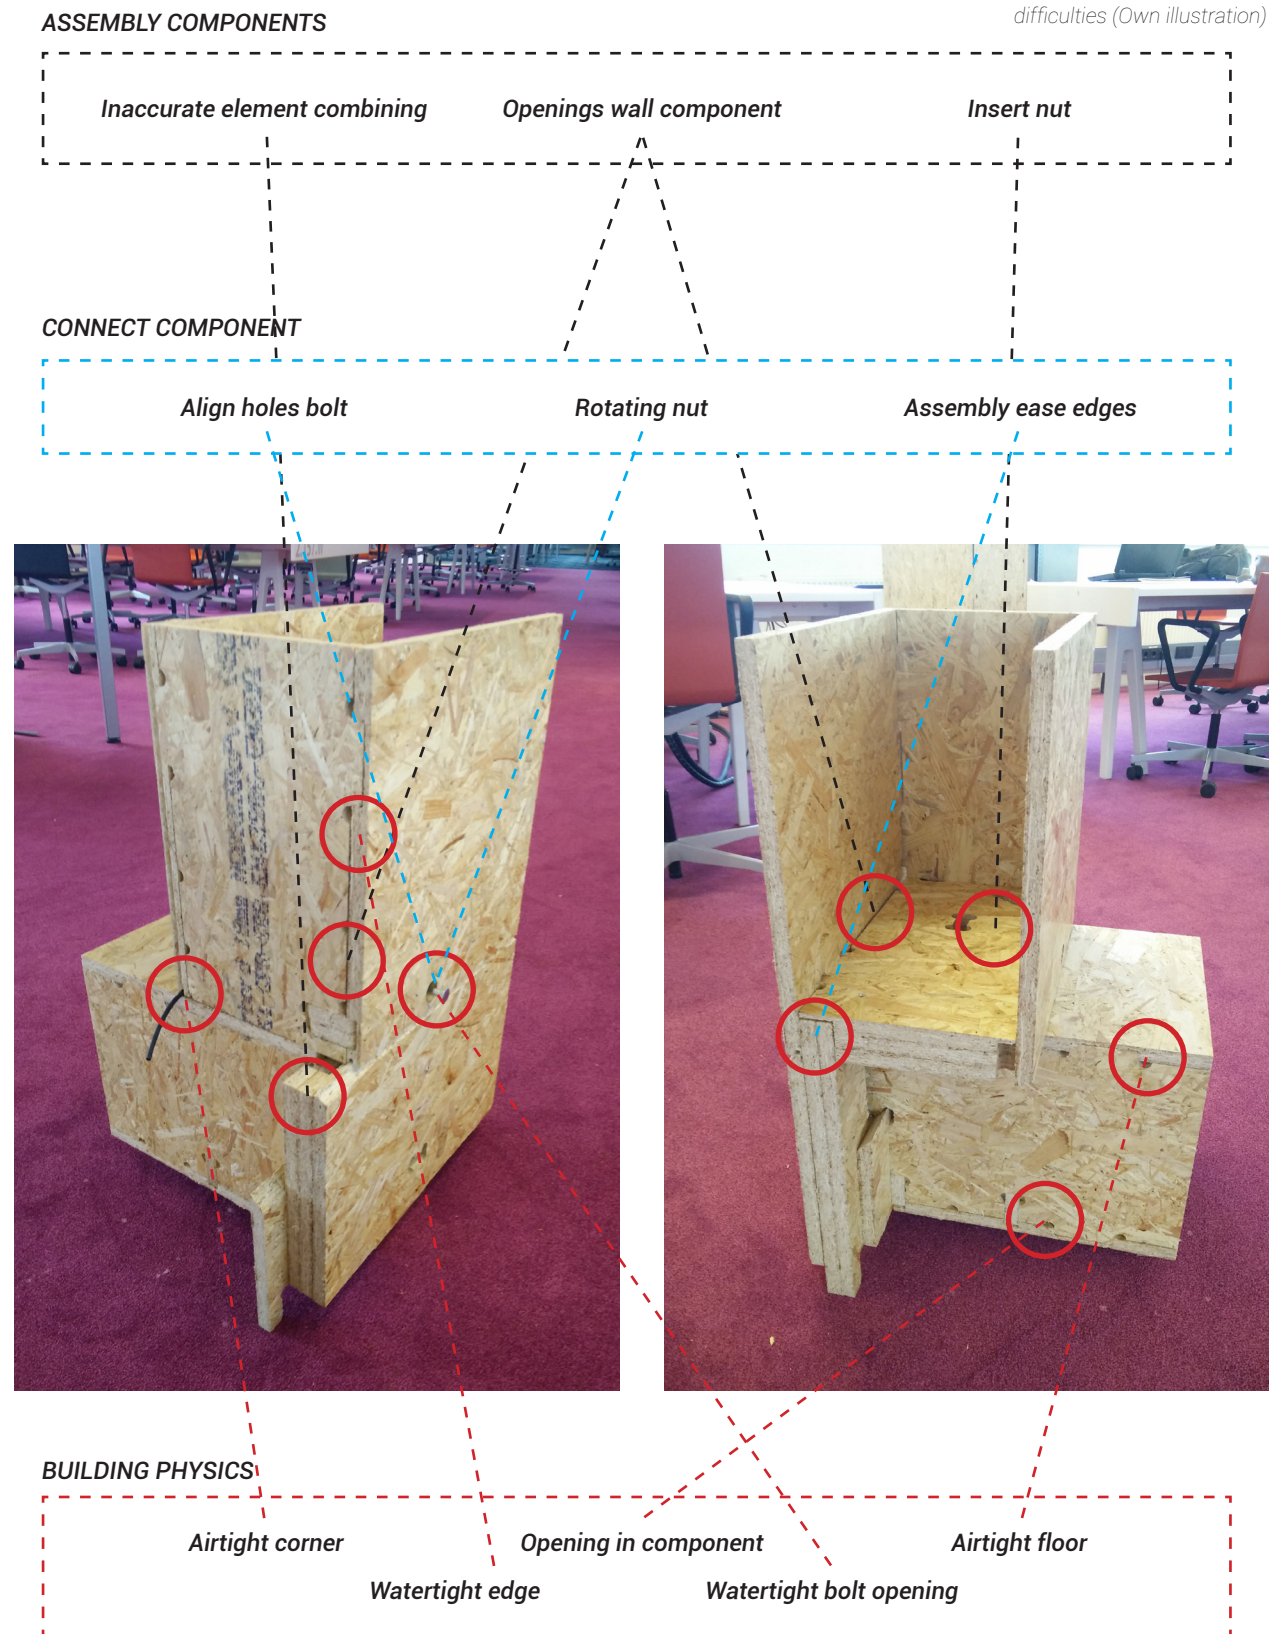 difficulties (Own illustration)
ASSEMBLY COMPONENTS
Inaccurate element combining
Openings wall component
Insert nut
CONNECT COMPONENT
Align holes bolt
Rotating nut
Assembly ease edges
BUILDING PHYSICS
Airtight corner
Opening in component
Airtight floor
Watertight edge
Watertight bolt opening